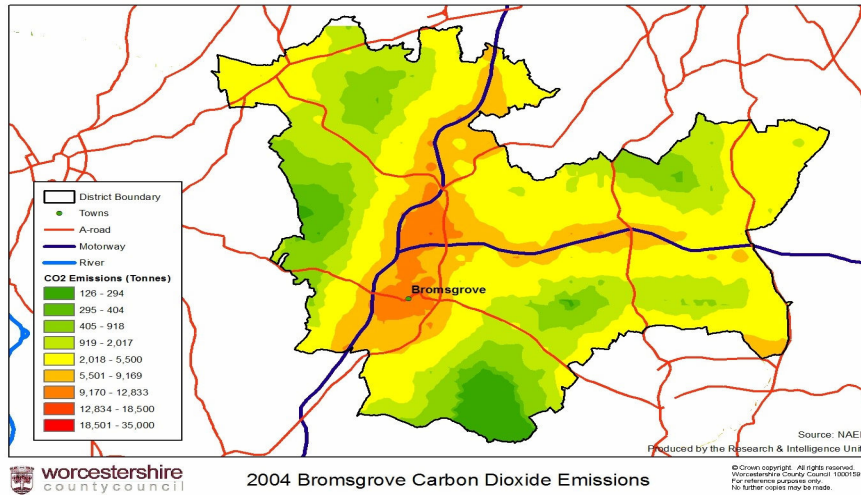 Bromsgrove
District Boundary
Towns
A-road
Motorway
River
CO2 Emissions (Tonnes)
126 - 294
295 - 404
405 - 918
919 - 2,017
2,018 - 5,500
5,501 - 9,169
9,170 - 12,833
12,834 - 18,500
18,501 - 35,000
Source: NAEI
Produced by the Research & Intelligence Unit
worcestershire
countycouncil
2004 Bromsgrove Carbon Dioxide Emissions
© Crown copyright. All rights reserved.
Worcestershire County Council 1000159
For reference purposes only.
No further copies may be made.